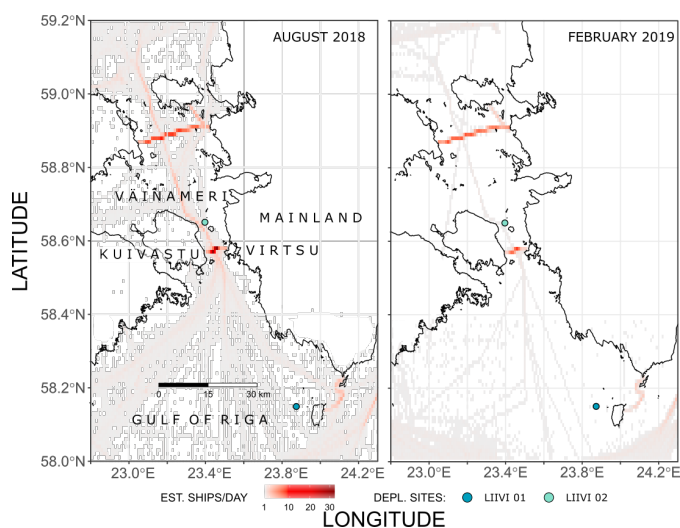 59.2°N
AUGUST 2018
FEBRUARY 2019
59.0°N
58.8°N
VÄINAMERI
MAINLAND
58.6°N
KUIVASTU
VIRTSU
58.4°N
58.2°N
0 15 30 km
GULF OF RIGA
58.0°N
23.0°E 23.4°E 23.8°E 24.2°E
23.0°E 23.4°E 23.8°E 24.2°E
LATITUDE
EST. SHIPS/DAY
1 10 20 30
DEPL. SITES:
LIIVI 01
LIIVI 02
LONGITUDE